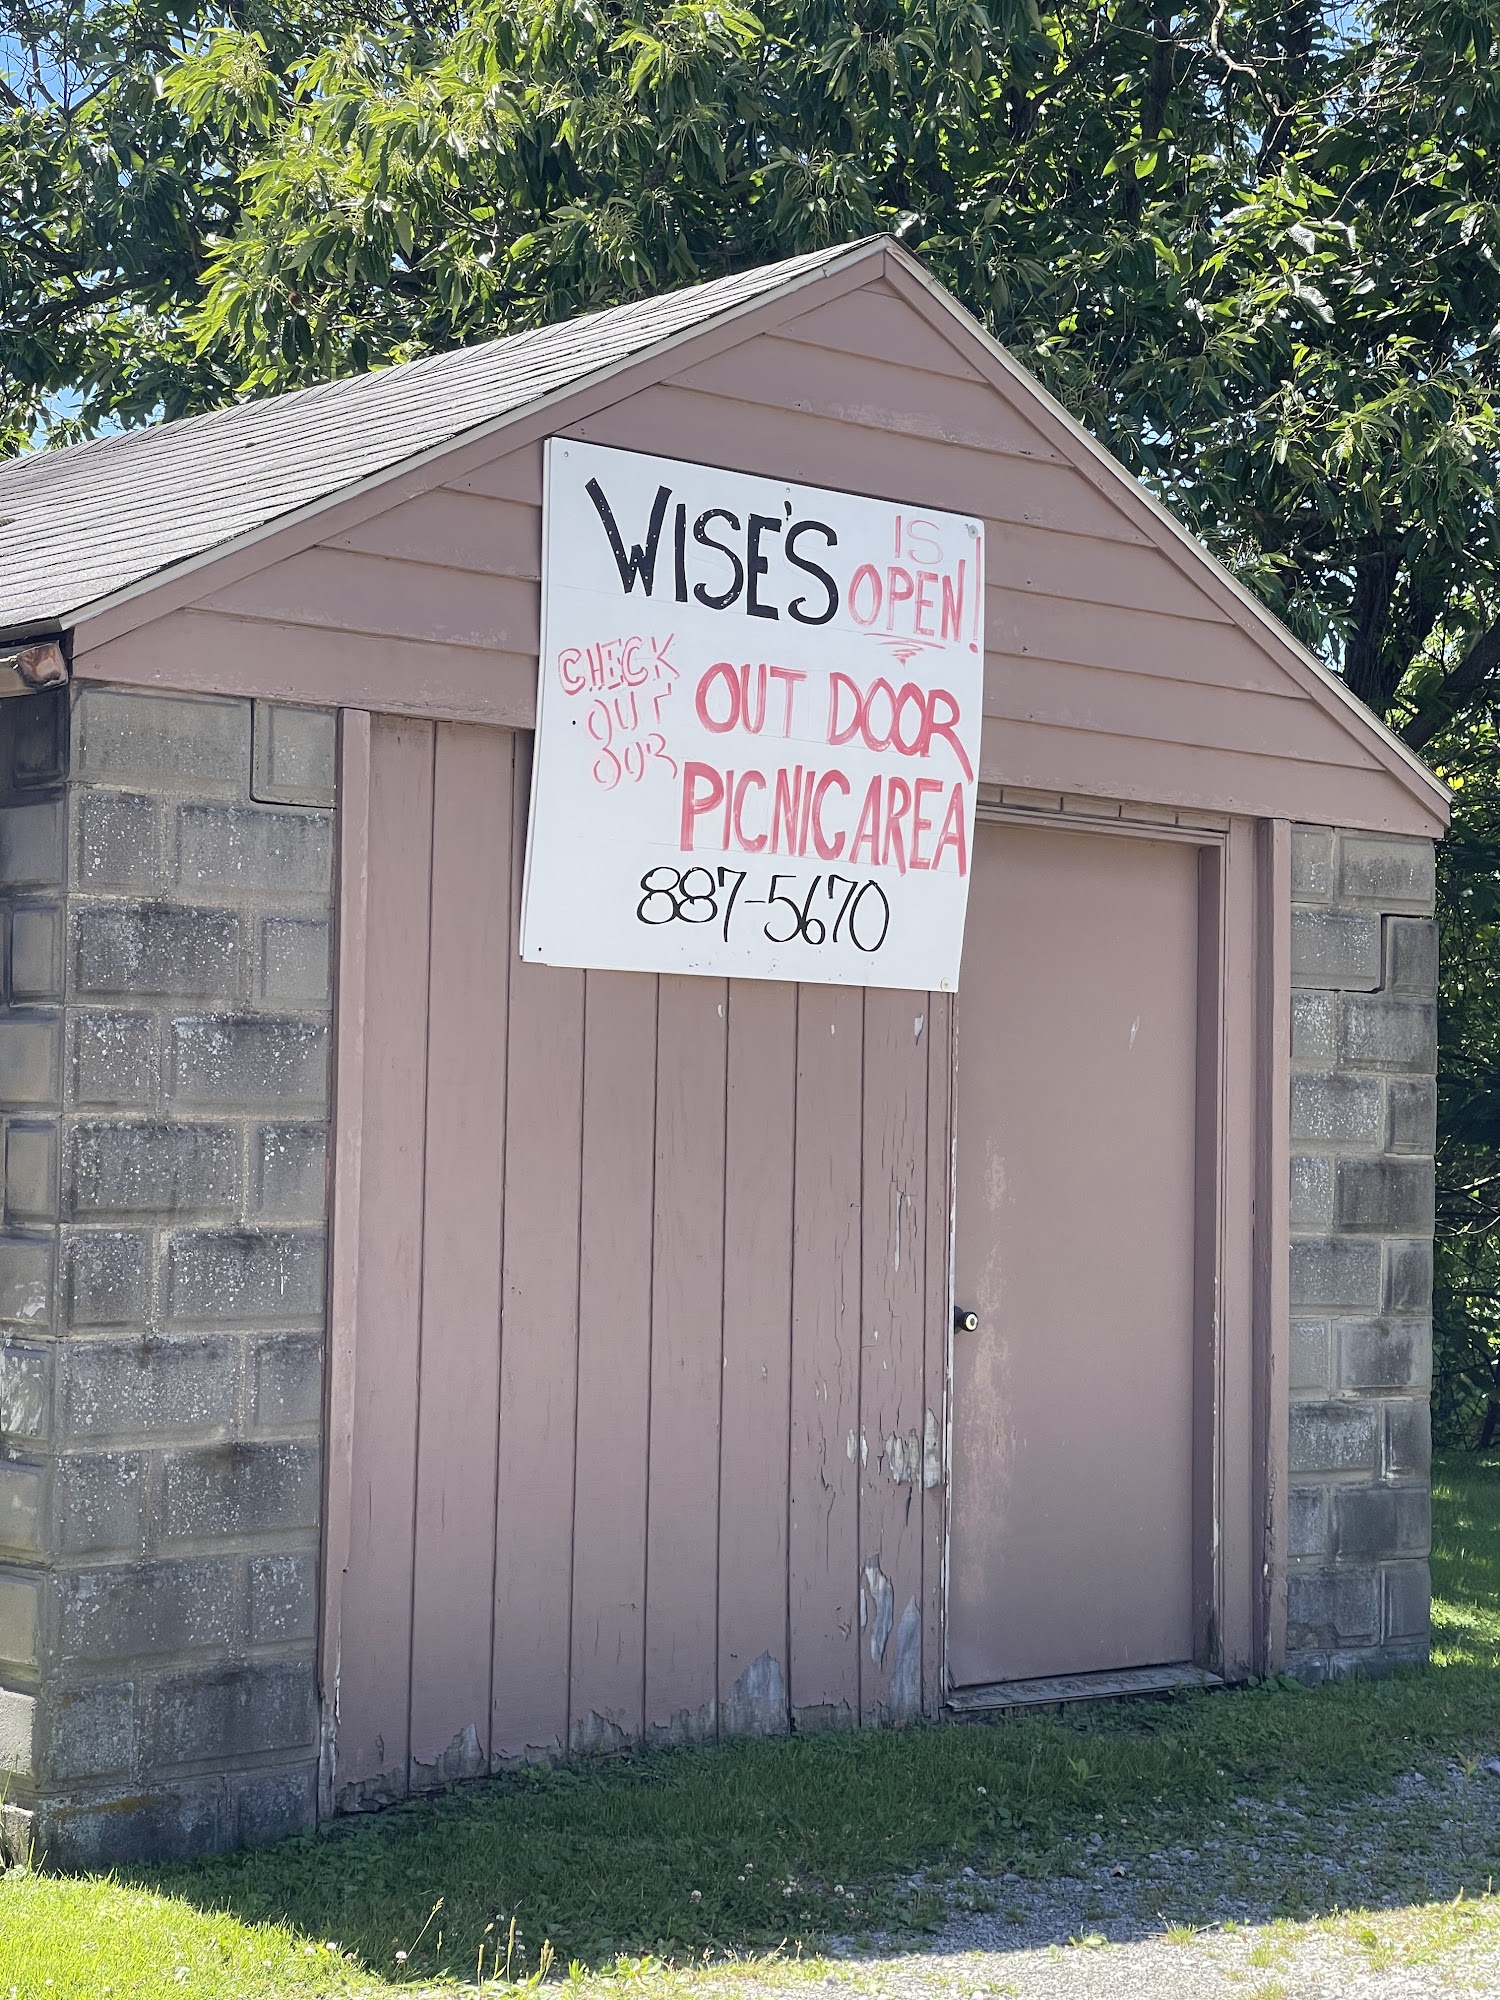 WISE'S IS OPEN!
CHECK OUT OUR
OUT DOOR
PICNIC AREA
887-5670